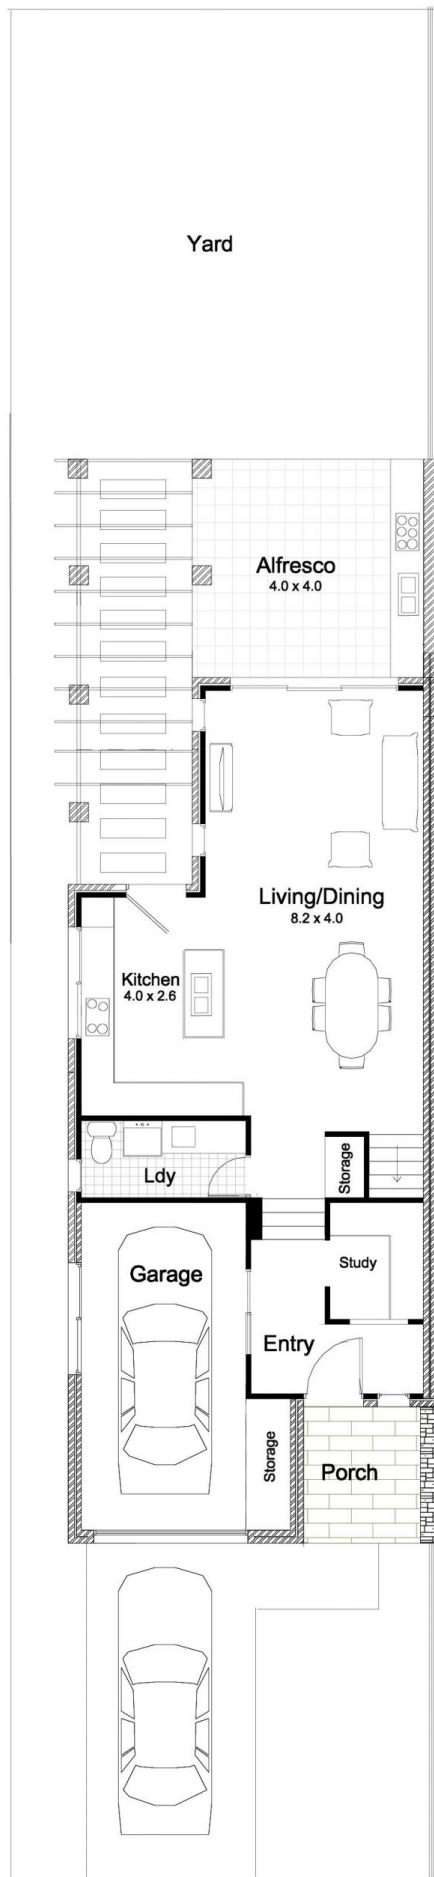 Yard
Alfresco
4.0 x 4.0
Living/Dining
8.2 x 4.0
Kitchen
4.0 x 2.6
Ldy
Storage
Study
Garage
Entry
Storage
Porch